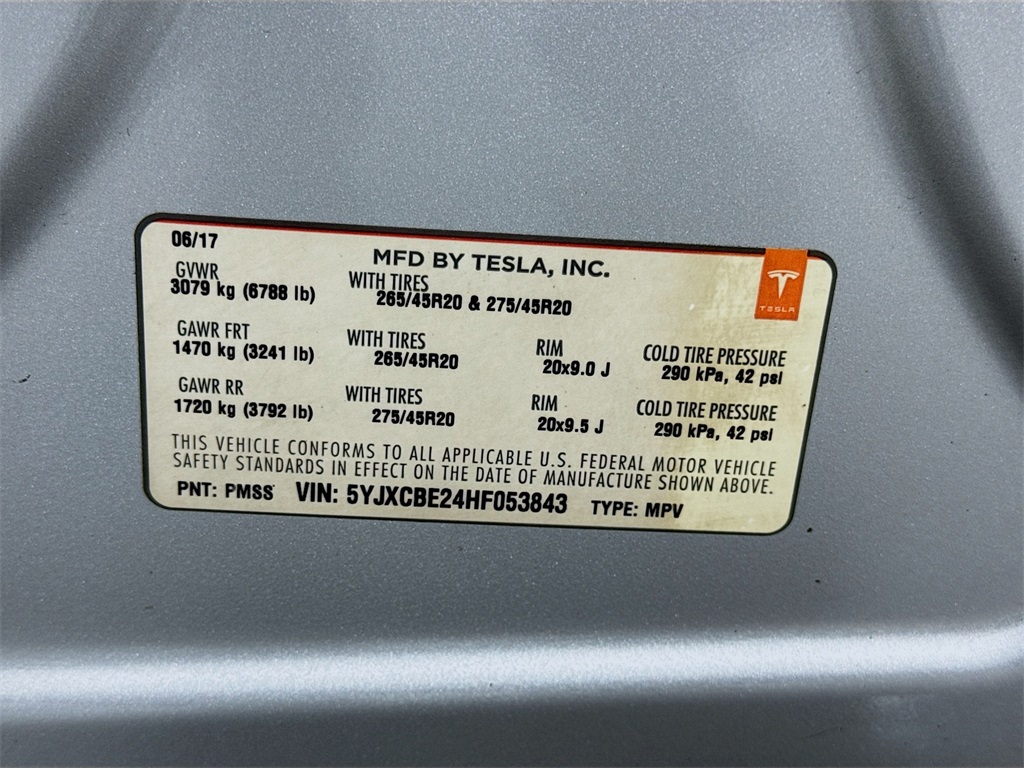 06/17
MFD BY TESLA, INC.
TESLA
GVWR
3079 kg (6788 lb)
WITH TIRES
265/45R20 & 275/45R20
GAWR FRT
1470 kg (3241 lb)
WITH TIRES
265/45R20
RIM
20x9.0 J
COLD TIRE PRESSURE
290 kPa, 42 psi
GAWR RR
1720 kg (3792 lb)
WITH TIRES
275/45R20
RIM
20x9.5 J
COLD TIRE PRESSURE
290 kPa, 42 psi
THIS VEHICLE CONFORMS TO ALL APPLICABLE U.S. FEDERAL MOTOR VEHICLE
SAFETY STANDARDS IN EFFECT ON THE DATE OF MANUFACTURE SHOWN ABOVE.
PNT: PMSS VIN: 5YJXCBE24HF053843 TYPE: MPV